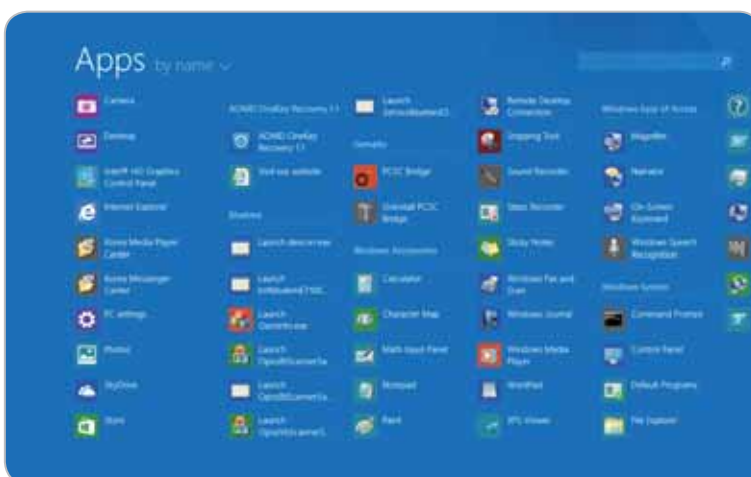 Apps by name
Camera
Desktop
Intel® HD Graphics
Control Panel
Internet Explorer
Korea Media Player
Center
Korea Messenger
Center
PC settings
Photos
SkyDrive
Store
AOMEI OneKey Recovery 1.1
AOMEI OneKey
Recovery 1.1
Visit our website
Launch
Launch
Launch
Launch
Launch
Launch
Launch
PCSC Bridge
Uninstall PCSC
Bridge
Windows Accessories
Calculator
Character Map
Math Input Panel
Notepad
Paint
Remote Desktop
Connection
Snipping Tool
Sound Recorder
Steps Recorder
Sticky Notes
Windows Fax and
Scan
Windows Journal
Windows Media
Player
WordPad
XPS Viewer
Windows Ease of Access
Magnifier
Narrator
On-Screen
Keyboard
Windows Speech
Recognition
Windows System
Command Prompt
Control Panel
Default Programs
File Explorer